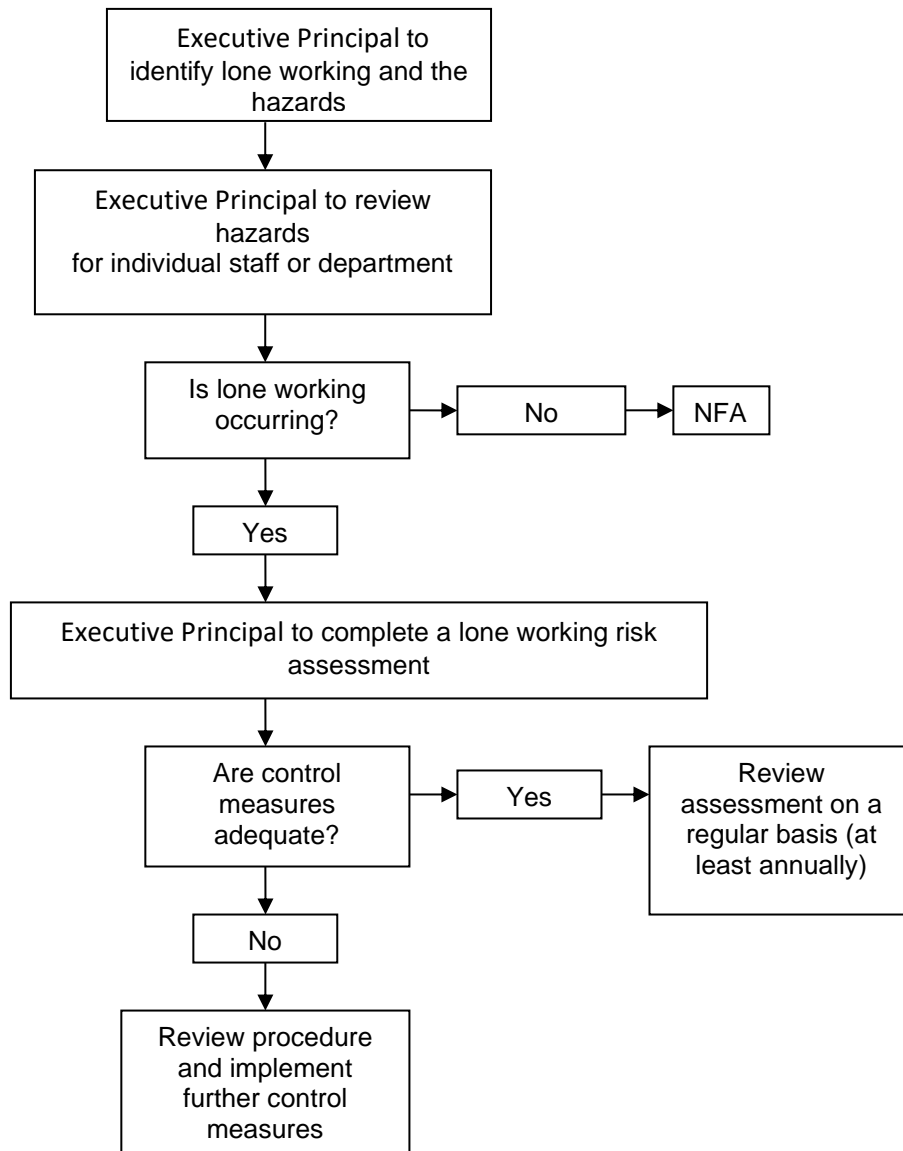 Executive Principal to
identify lone working and the
hazards
Executive Principal to review
hazards
for individual staff or department
Is lone working
occurring?
No
NFA
Yes
Executive Principal to complete a lone working risk
assessment
Are control
measures
adequate?
Yes
Review
assessment on a
regular basis (at
least annually)
No
Review procedure
and implement
further control
measures